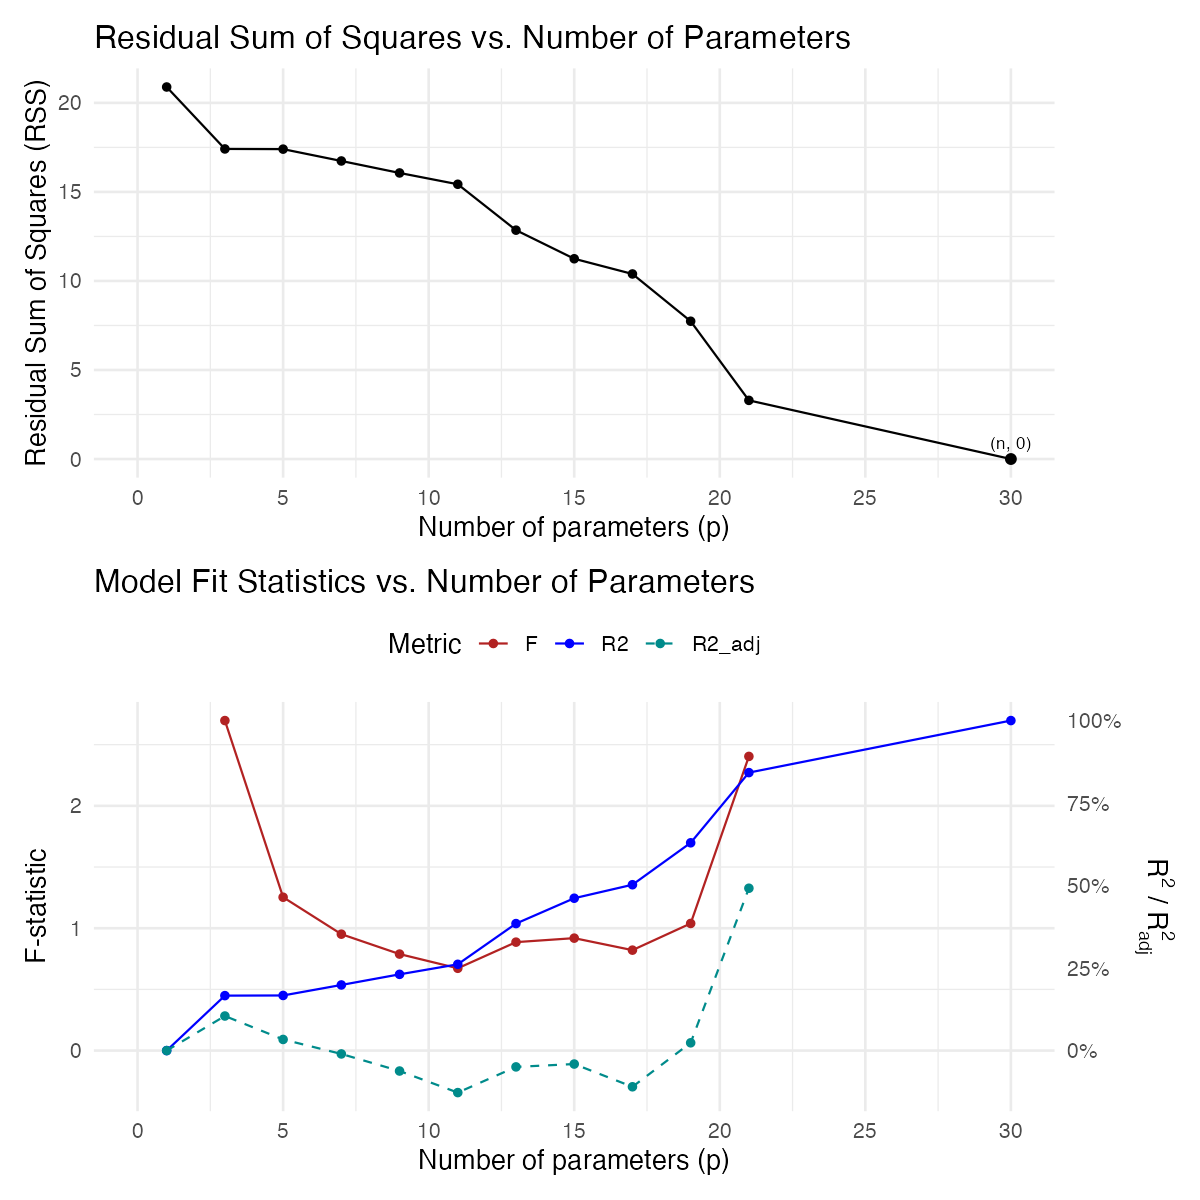 Residual Sum of Squares vs. Number of Parameters
Residual Sum of Squares (RSS)
20
15
10
5
0
(n, 0)
0 5 10 15 20 25 30
Number of parameters (p)
Model Fit Statistics vs. Number of Parameters
Metric F R2 R2_adj
F-statistic
2
1
0
100%
75%
50%
25%
0%
R² / R²adj
0 5 10 15 20 25 30
Number of parameters (p)